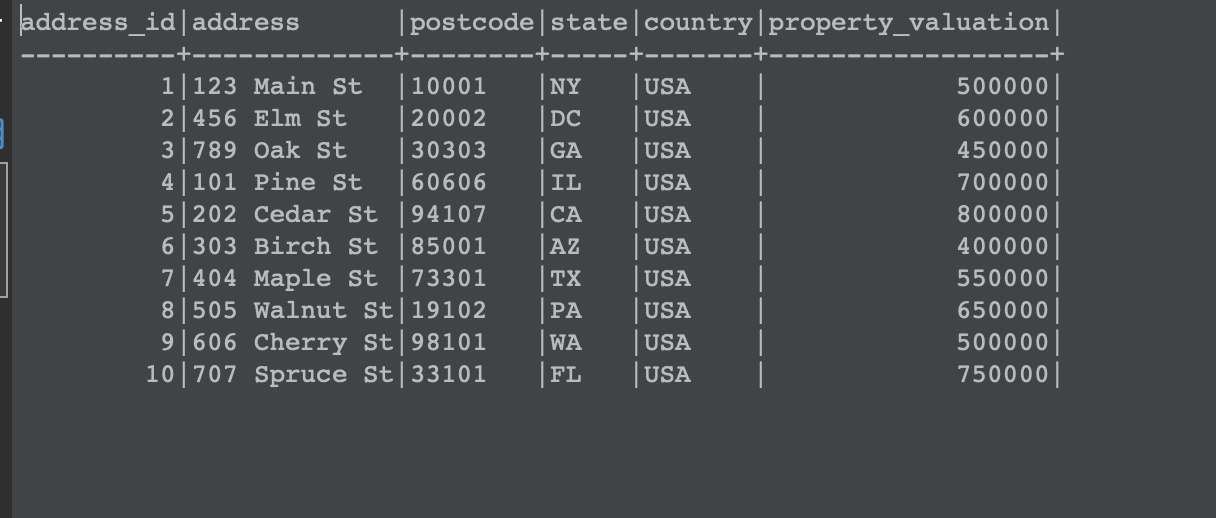 address_id|address      |postcode|state|country|property_valuation|
----------+-------------+--------+-----+-------+------------------+
         1|123 Main St  |10001   |NY   |USA    |            500000|
         2|456 Elm St   |20002   |DC   |USA    |            600000|
         3|789 Oak St   |30303   |GA   |USA    |            450000|
         4|101 Pine St  |60606   |IL   |USA    |            700000|
         5|202 Cedar St |94107   |CA   |USA    |            800000|
         6|303 Birch St |85001   |AZ   |USA    |            400000|
         7|404 Maple St |73301   |TX   |USA    |            550000|
         8|505 Walnut St|19102   |PA   |USA    |            650000|
         9|606 Cherry St|98101   |WA   |USA    |            500000|
        10|707 Spruce St|33101   |FL   |USA    |            750000|